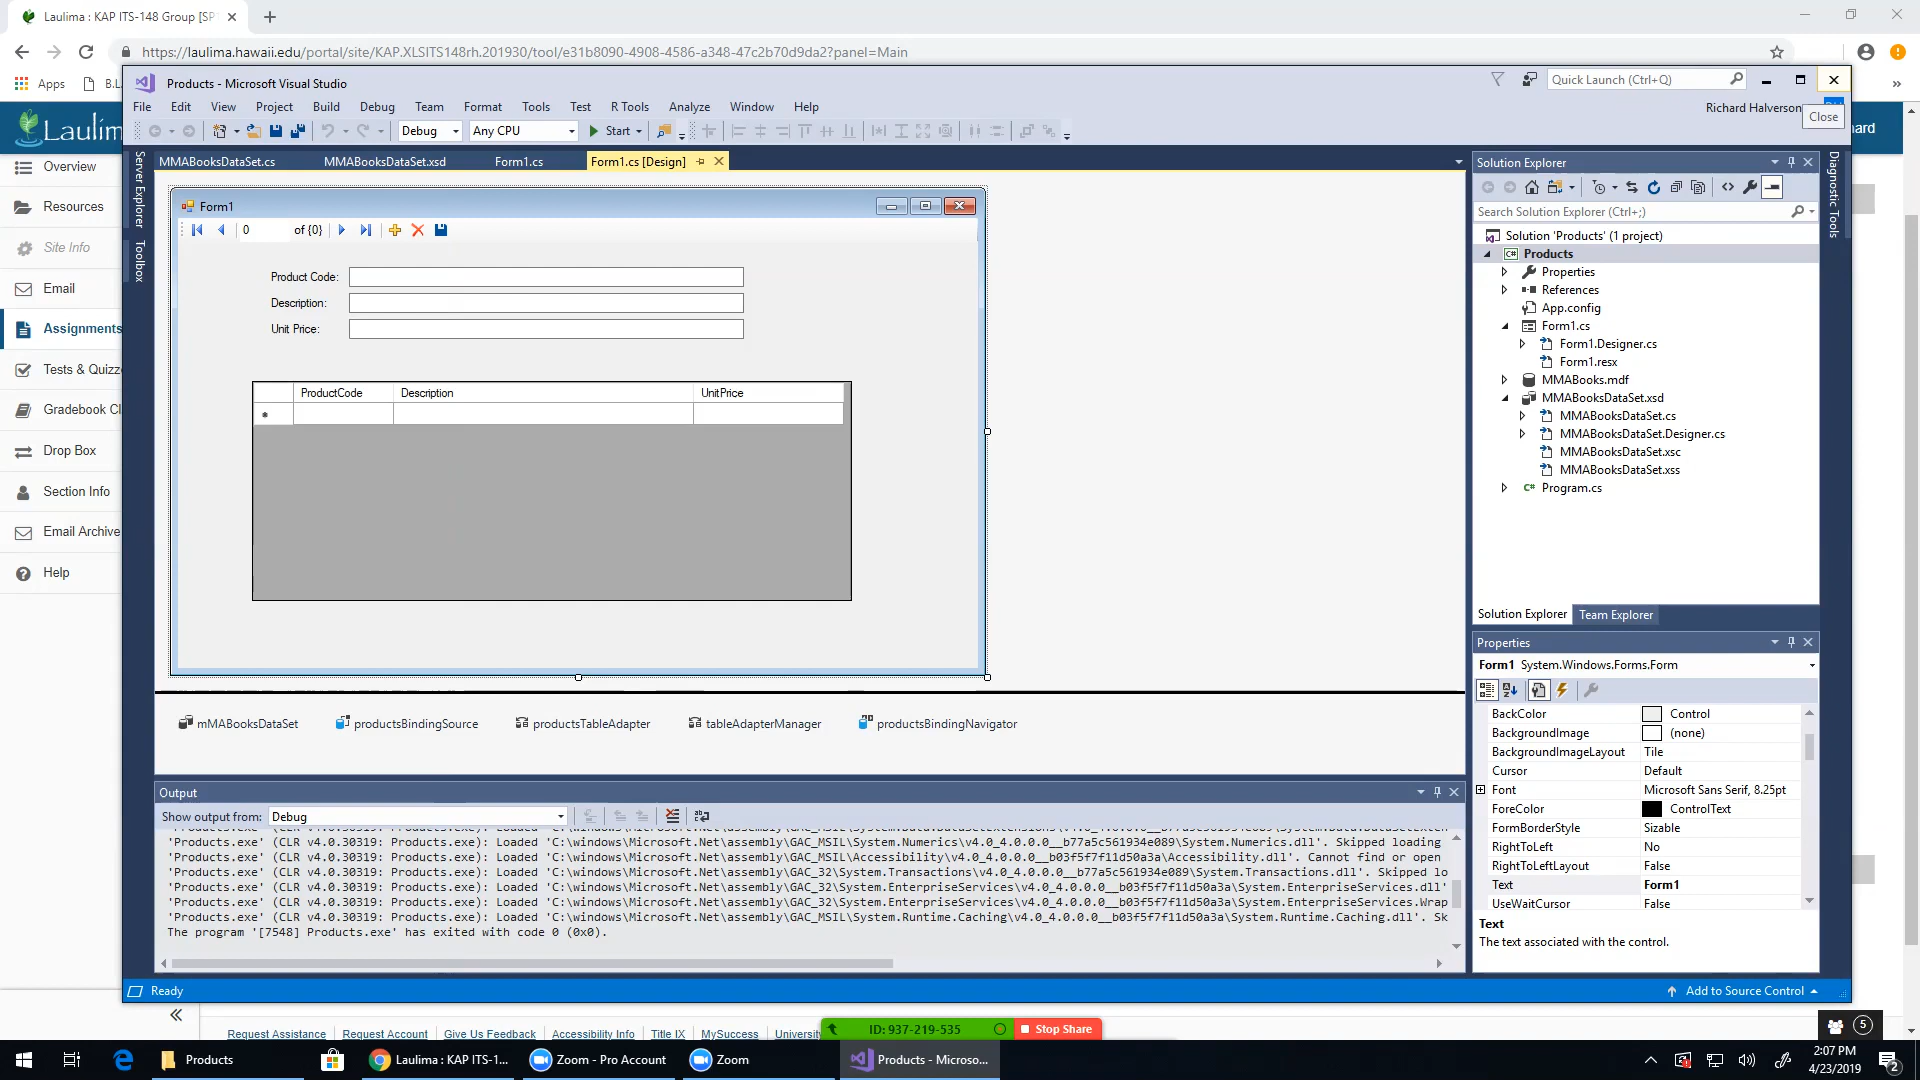 Laulima : KAP ITS-148 Group [SP
https://laulima.hawaii.edu/portal/site/KAP.XLSITS148rh.201930/tool/e31b8090-4908-4586-a348-47c2b70d9da2?panel=Main
Apps
B.L
Laulima
Overview
Resources
Site Info
Email
Assignments
Tests & Quizz
Gradebook Cl
Drop Box
Section Info
Email Archive
Help
Products - Microsoft Visual Studio
Quick Launch (Ctrl+Q)
File Edit View Project Build Debug Team Format Tools Test R Tools Analyze Window Help
Richard Halverson
Close
ard
Debug Any CPU Start
Server Explorer
Toolbox
MMABooksDataSet.cs MMABooksDataSet.xsd Form1.cs Form1.cs [Design]
Form1
0 of {0}
Product Code:
Description:
Unit Price:
ProductCode Description UnitPrice
mMABooksDataSet productsBindingSource productsTableAdapter tableAdapterManager productsBindingNavigator
Output
Show output from: Debug
'Products.exe' (CLR v4.0.30319: Products.exe): Loaded 'C:\windows\Microsoft.Net\assembly\GAC_MSIL\System.Numerics\v4.0_4.0.0.0__b77a5c561934e089\System.Numerics.dll'. Skipped loading
'Products.exe' (CLR v4.0.30319: Products.exe): Loaded 'C:\windows\Microsoft.Net\assembly\GAC_MSIL\Accessibility\v4.0_4.0.0.0__b03f5f7f11d50a3a\Accessibility.dll'. Cannot find or open
'Products.exe' (CLR v4.0.30319: Products.exe): Loaded 'C:\windows\Microsoft.Net\assembly\GAC_32\System.Transactions\v4.0_4.0.0.0__b77a5c561934e089\System.Transactions.dll'. Skipped lo
'Products.exe' (CLR v4.0.30319: Products.exe): Loaded 'C:\windows\Microsoft.Net\assembly\GAC_32\System.EnterpriseServices\v4.0_4.0.0.0__b03f5f7f11d50a3a\System.EnterpriseServices.dll'
'Products.exe' (CLR v4.0.30319: Products.exe): Loaded 'C:\windows\Microsoft.Net\assembly\GAC_32\System.EnterpriseServices\v4.0_4.0.0.0__b03f5f7f11d50a3a\System.EnterpriseServices.Wrap
'Products.exe' (CLR v4.0.30319: Products.exe): Loaded 'C:\windows\Microsoft.Net\assembly\GAC_MSIL\System.Runtime.Caching\v4.0_4.0.0.0__b03f5f7f11d50a3a\System.Runtime.Caching.dll'. Sk
The program '[7548] Products.exe' has exited with code 0 (0x0).
Solution Explorer
Search Solution Explorer (Ctrl+;)
Solution 'Products' (1 project)
Products
Properties
References
App.config
Form1.cs
Form1.Designer.cs
Form1.resx
MMABooks.mdf
MMABooksDataSet.xsd
MMABooksDataSet.cs
MMABooksDataSet.Designer.cs
MMABooksDataSet.xsc
MMABooksDataSet.xss
Program.cs
Solution Explorer Team Explorer
Diagnostic Tools
Properties
Form1 System.Windows.Forms.Form
BackColor Control
BackgroundImage (none)
BackgroundImageLayout Tile
Cursor Default
Font Microsoft Sans Serif, 8.25pt
ForeColor ControlText
FormBorderStyle Sizable
RightToLeft No
RightToLeftLayout False
Text Form1
UseWaitCursor False
Text
The text associated with the control.
Ready
Add to Source Control
Request Assistance Request Account Give Us Feedback Accessibility Info Title IX MySuccess University
ID: 937-219-535 Stop Share
5
Products Laulima : KAP ITS-1... Zoom - Pro Account Zoom Products - Microso...
2:07 PM
4/23/2019
2